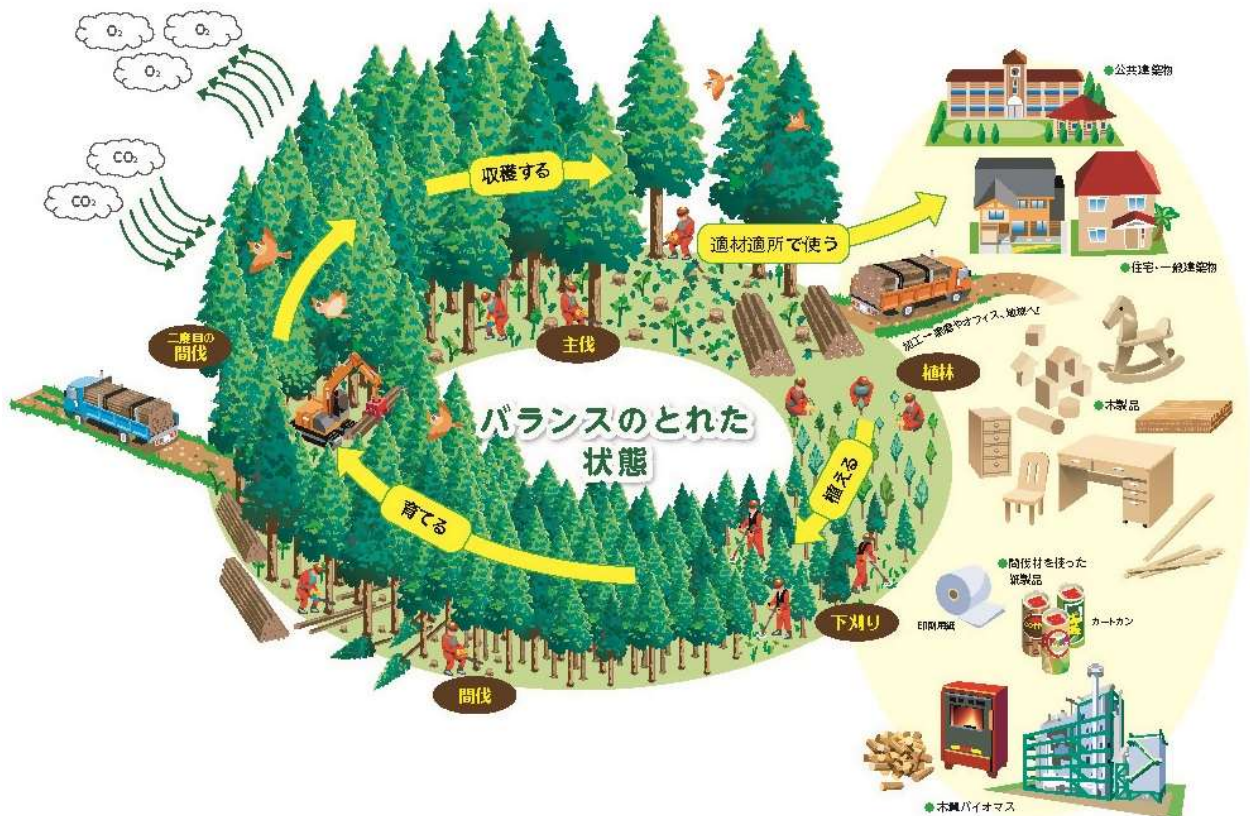 O₂
O₂
O₂
CO₂
CO₂
収穫する
適材適所で使う
公共建築物
住宅・一般建築物
二度目の
間伐
主伐
植林
バランスのとれた
状態
植える
育てる
木製品
間伐材を使った
紙製品
印刷用紙
カートカン
下刈り
間伐
木質バイオマス